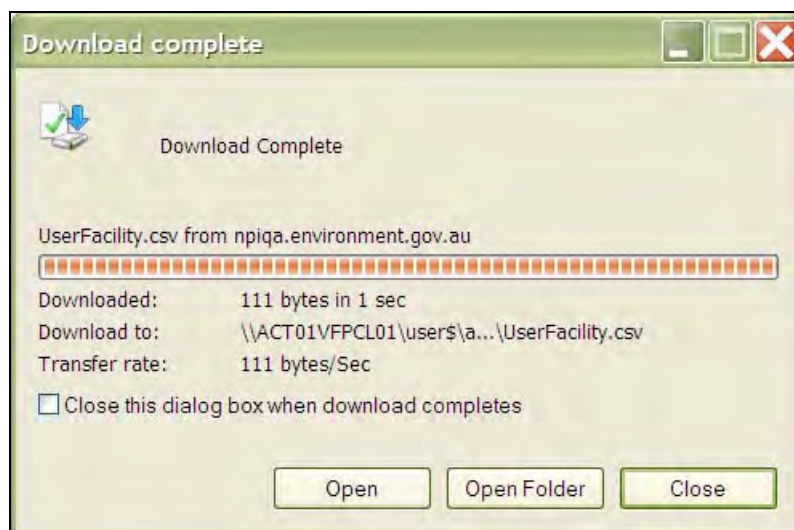 Download complete
Download Complete
UserFacility.csv from npiqa.environment.gov.au
Downloaded: 111 bytes in 1 sec
Download to: \\ACT01VFPCL01\user$\a...\UserFacility.csv
Transfer rate: 111 bytes/Sec
Close this dialog box when download completes
Open Open Folder Close